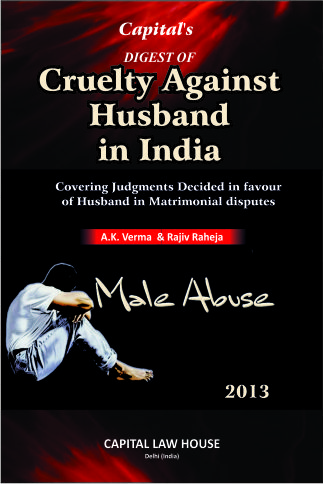 Capital's
DIGEST OF
Cruelty Against
Husband
in India
Covering Judgments Decided in favour
of Husband in Matrimonial disputes
A.K. Verma & Rajiv Raheja
Male Abuse
2013
CAPITAL LAW HOUSE
Delhi (India)